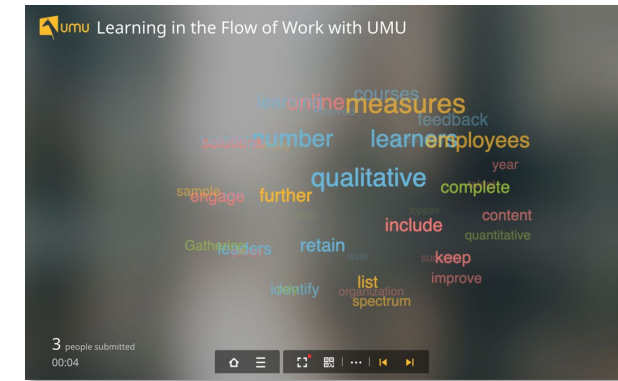 umu Learning in the Flow of Work with UMU
courses
online measures
feedback
number learners employees
year
qualitative complete
sample
engage further
content
include
quantitative
Gathering leaders retain
keep
improve
list
identify organization
spectrum
3 people submitted
00:04